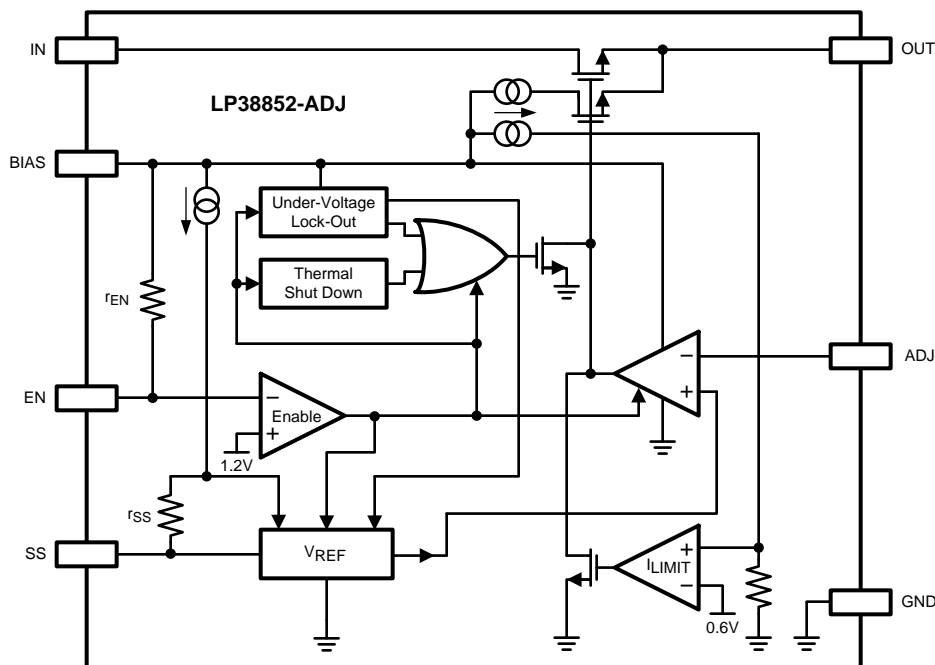 IN
OUT
LP38852-ADJ
BIAS
Under-Voltage
Lock-Out
Thermal
Shut Down
rEN
ADJ
EN
−
Enable
+
1.2V
−
+
rSS
SS
VREF
+
ILIMIT
−
0.6V
GND